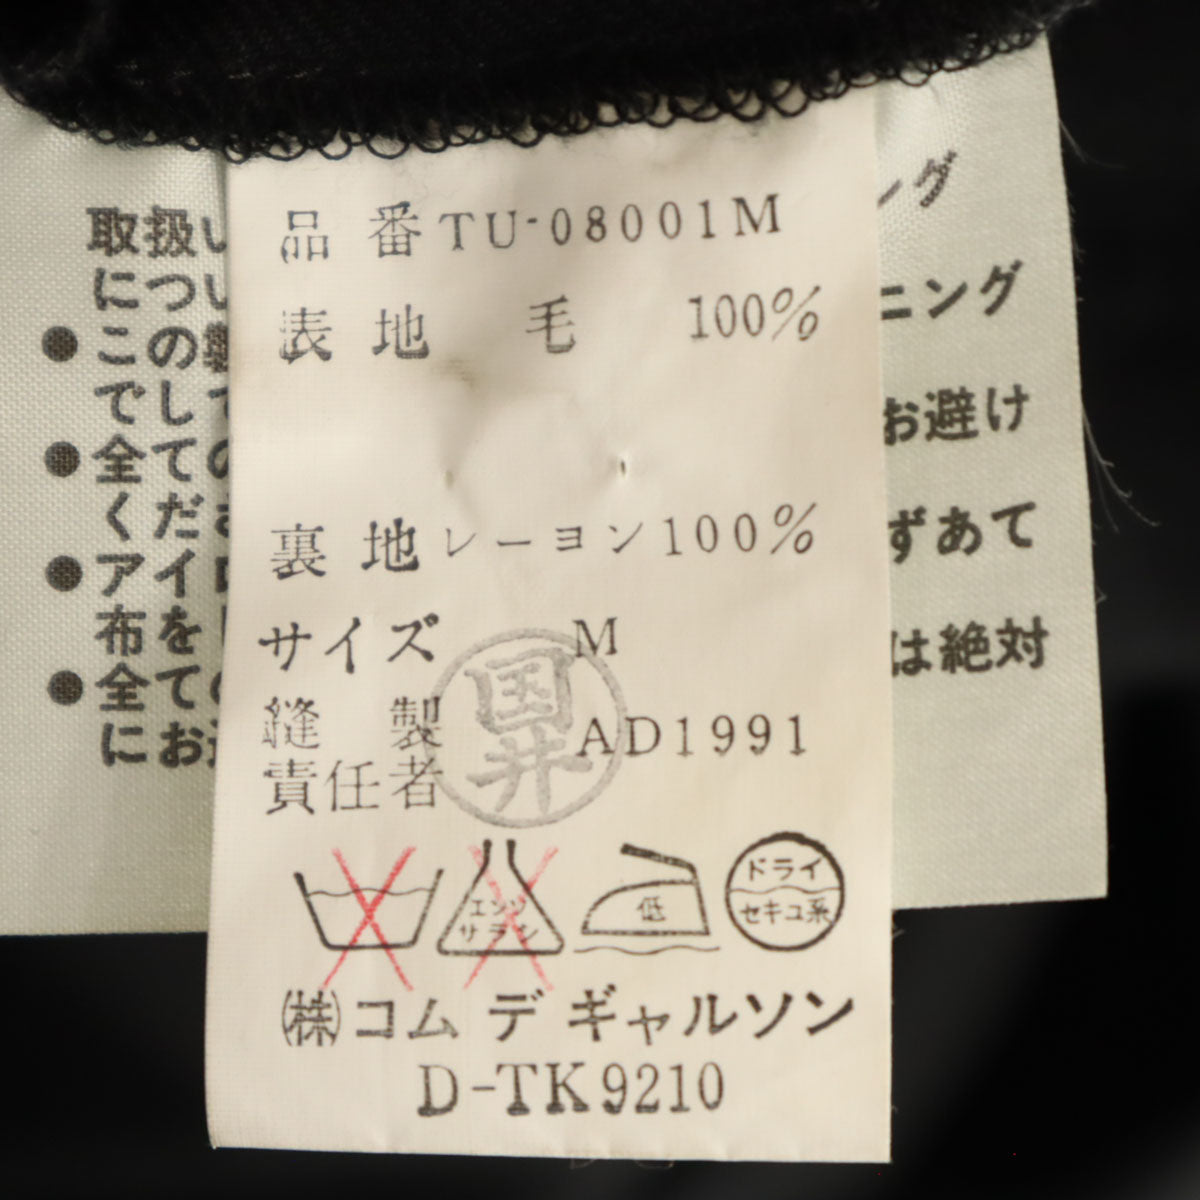 品番 TU-08001M
表地 毛 100%
裏地 レーヨン 100%
サイズ M
縫製 AD1991
責任者
国井
エンソ
サラシ
低
ドライ
セキユ系
㈱コム デ ギャルソン
D-TK9210
取扱い
につい
●この製
でして
●全ての
くださ
●アイロ
布を
●全ての
にお避
ング
ニング
お避け
ずあて
は絶対